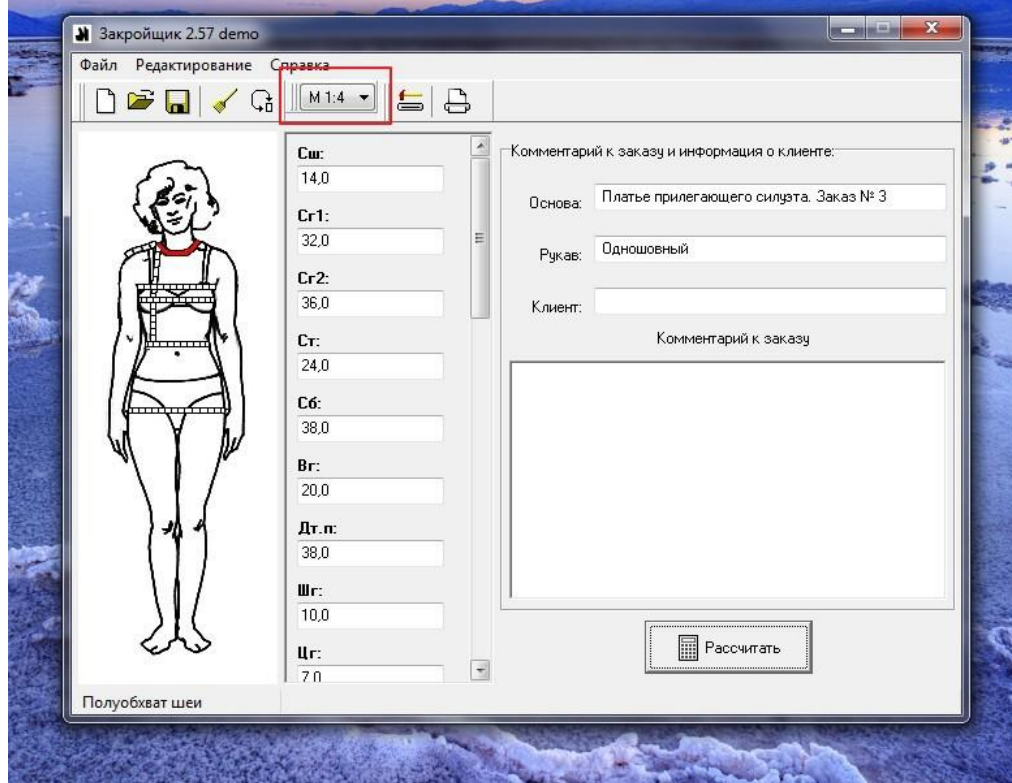 Закройщик 2.57 demo
Файл Редактирование Справка
М 1:4
Сш:
14,0
Сг1:
32,0
Сг2:
36,0
Ст:
24,0
Сб:
38,0
Вг:
20,0
Дт.п:
38,0
Шг:
10,0
Цг:
7,0
Комментарий к заказу и информация о клиенте:
Основа: Платье прилегающего силуэта. Заказ № 3
Рукав: Одношовный
Клиент:
Комментарий к заказу
Рассчитать
Полуобхват шеи